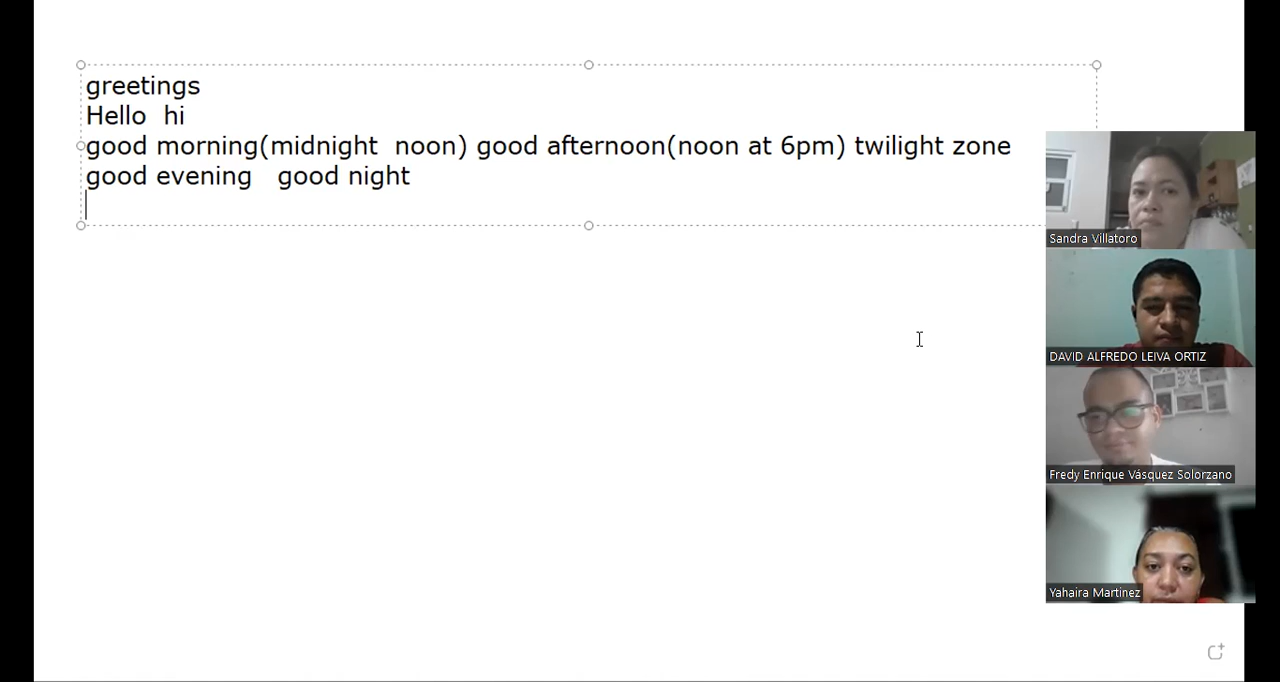 greetings
Hello  hi
good morning(midnight  noon) good afternoon(noon at 6pm) twilight zone
good evening   good night
Sandra Villatoro
DAVID ALFREDO LEIVA ORTIZ
Fredy Enrique Vásquez Solorzano
Yahaira Martinez